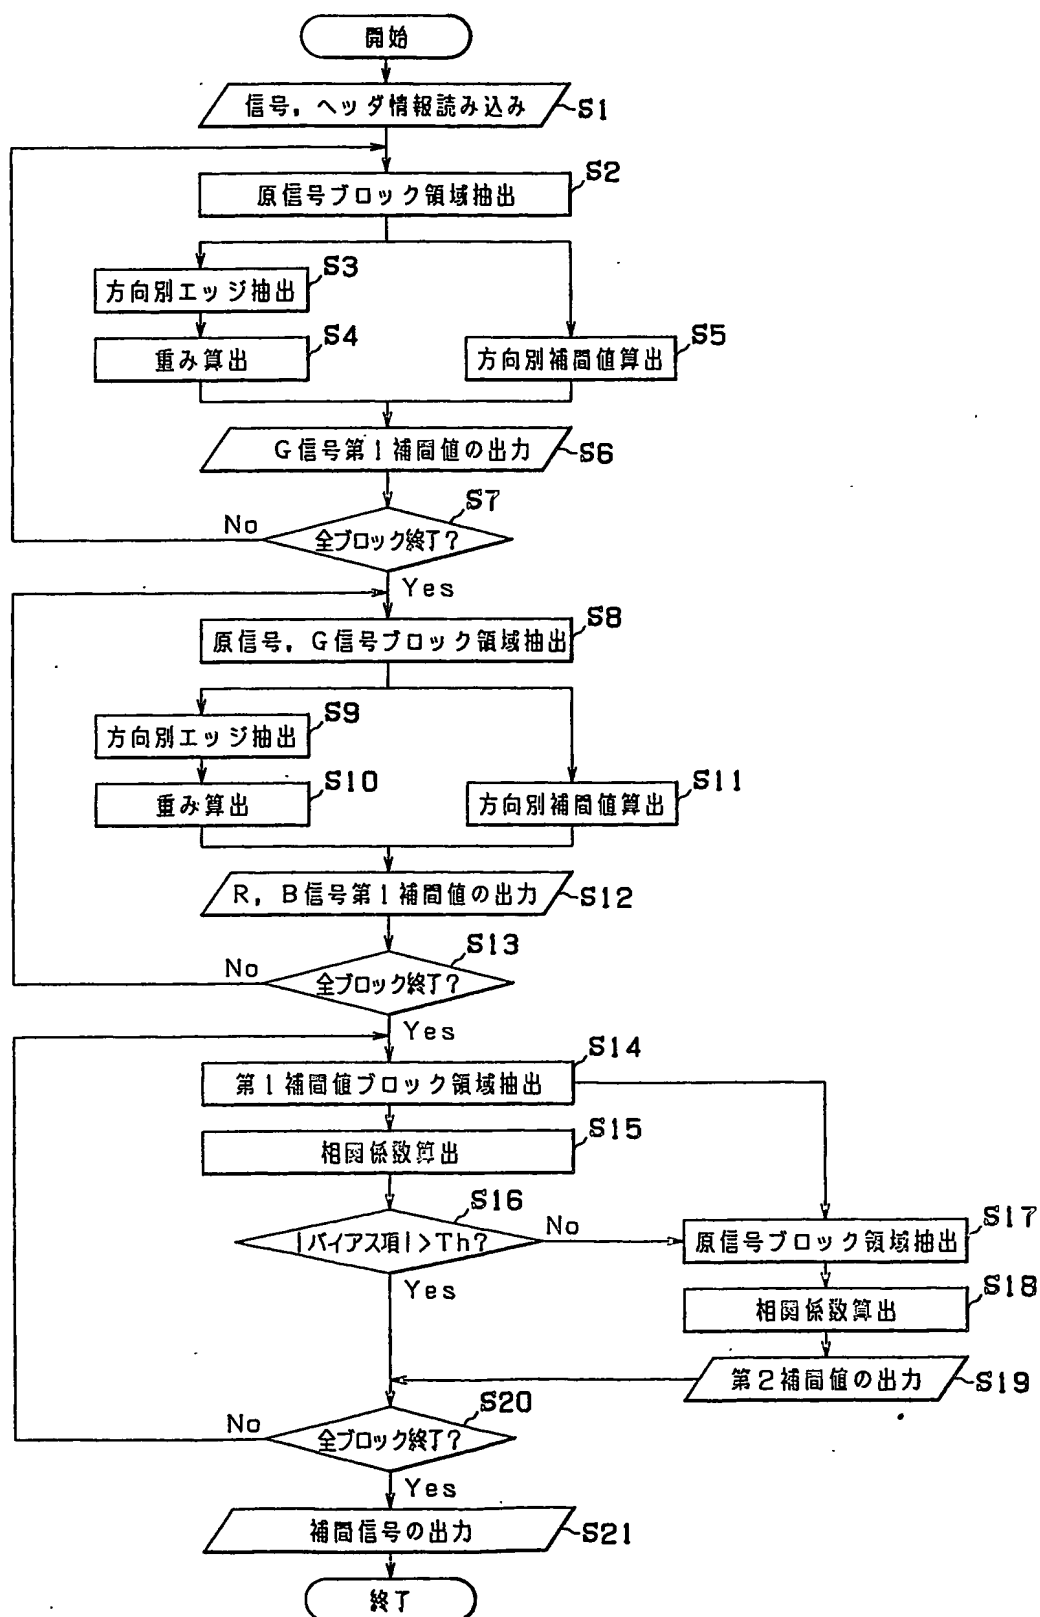 開始
信号，ヘッダ情報読み込み
S1
原信号ブロック領域抽出
S2
方向別エッジ抽出
S3
重み算出
S4
方向別補間値算出
S5
G信号第1補間値の出力
S6
全ブロック終了?
S7
No
Yes
原信号，G信号ブロック領域抽出
S8
方向別エッジ抽出
S9
重み算出
S10
方向別補間値算出
S11
R，B信号第1補間値の出力
S12
全ブロック終了?
S13
No
Yes
第1補間値ブロック領域抽出
S14
相関係数算出
S15
|バイアス項|>Th?
S16
No
Yes
原信号ブロック領域抽出
S17
相関係数算出
S18
第2補間値の出力
S19
全ブロック終了?
S20
No
Yes
補間信号の出力
S21
終了